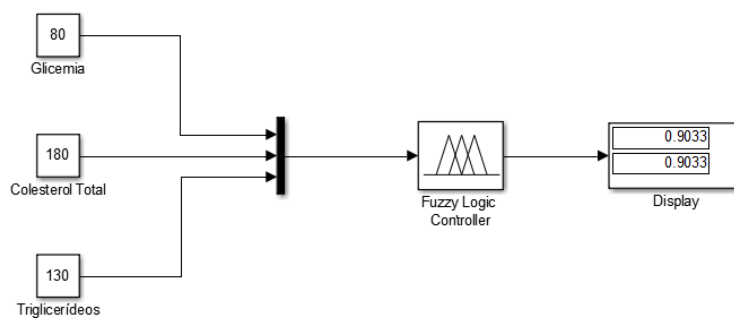 80
Glicemia
180
Colesterol Total
130
Triglicerídeos
Fuzzy Logic
Controller
0.9033
0.9033
Display